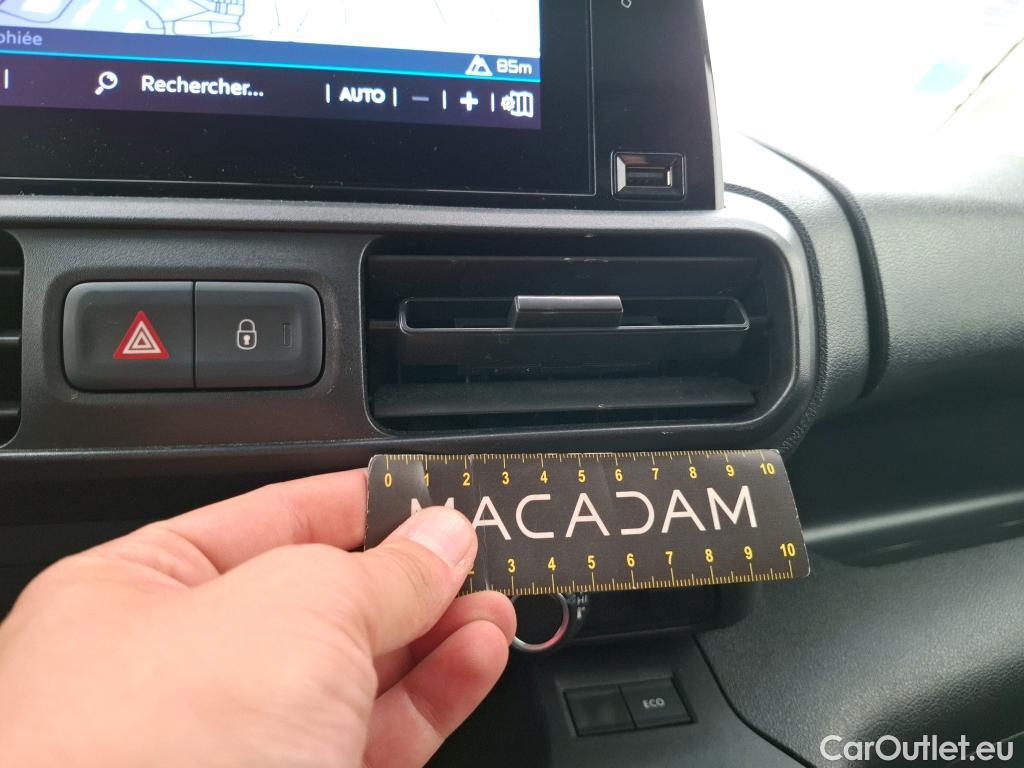 phiée
85m
Rechercher... | AUTO | − | + |
0 1 2 3 4 5 6 7 8 9 10
MACADAM
2 3 4 5 6 7 8 9 10
ECO
CarOutlet.eu